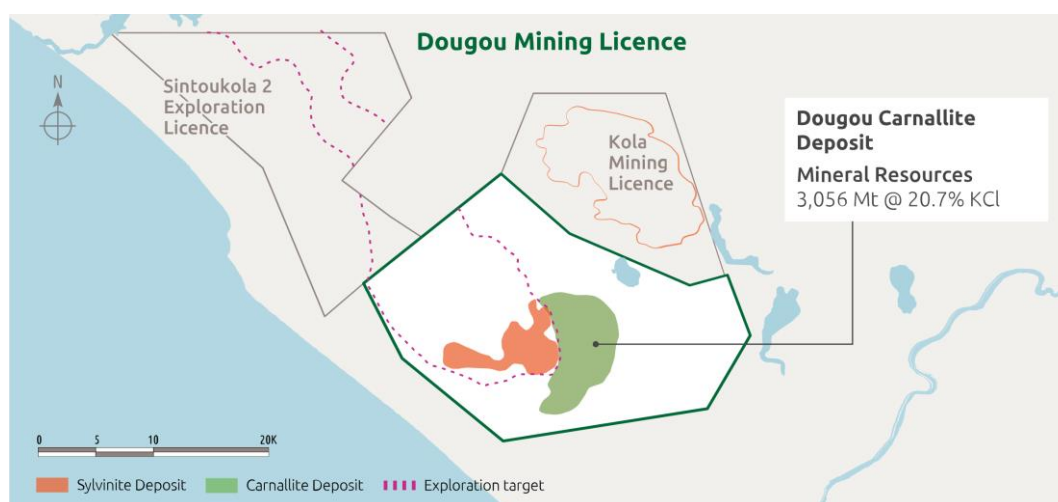 Dougou Mining Licence
Sintoukola 2
Exploration
Licence
N
Kola
Mining
Licence
Dougou Carnallite
Deposit
Mineral Resources
3,056 Mt @ 20.7% KCl
0 5 10 20K
Sylvinite Deposit Carnallite Deposit Exploration target